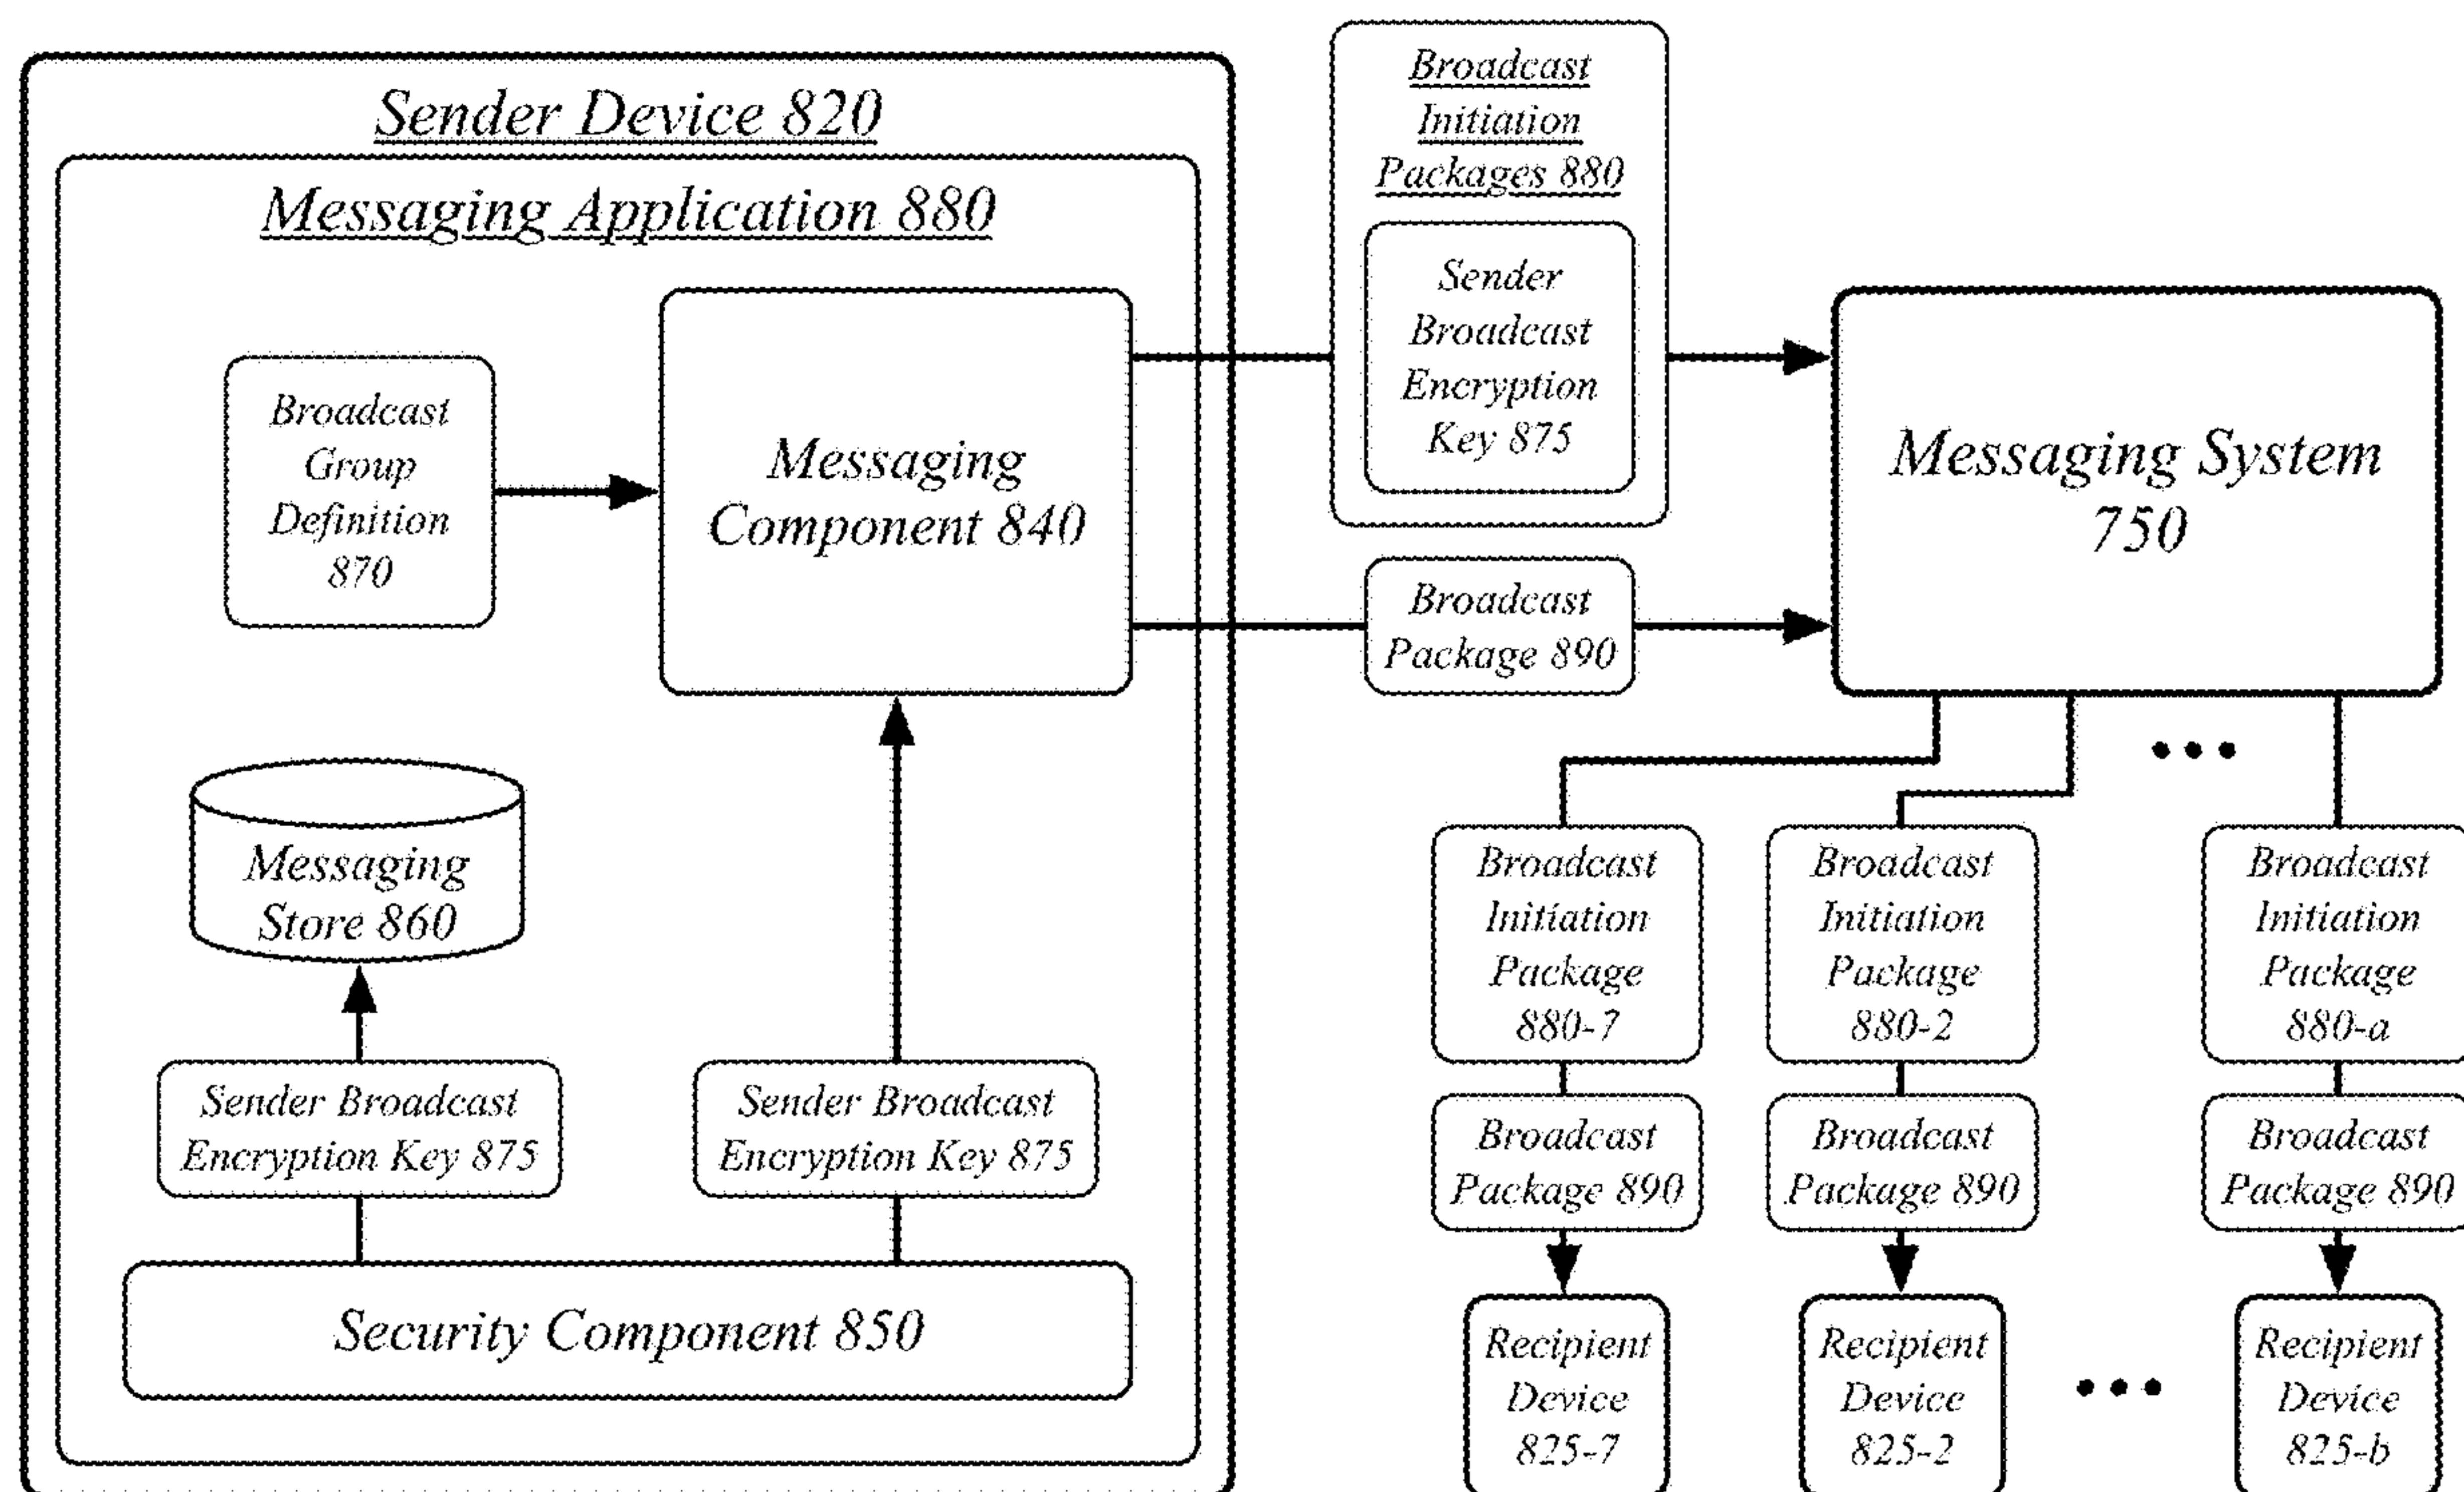 Sender Device 820
Messaging Application 880
Broadcast
Group
Definition
870
Messaging
Component 840
Messaging
Store 860
Sender Broadcast
Encryption Key 875
Sender Broadcast
Encryption Key 875
Security Component 850
Broadcast
Initiation
Packages 880
Sender
Broadcast
Encryption
Key 875
Broadcast
Package 890
Messaging System
750
Broadcast
Initiation
Package
880-7
Broadcast
Initiation
Package
880-2
Broadcast
Initiation
Package
880-a
Broadcast
Package 890
Broadcast
Package 890
Broadcast
Package 890
Recipient
Device
825-7
Recipient
Device
825-2
Recipient
Device
825-b